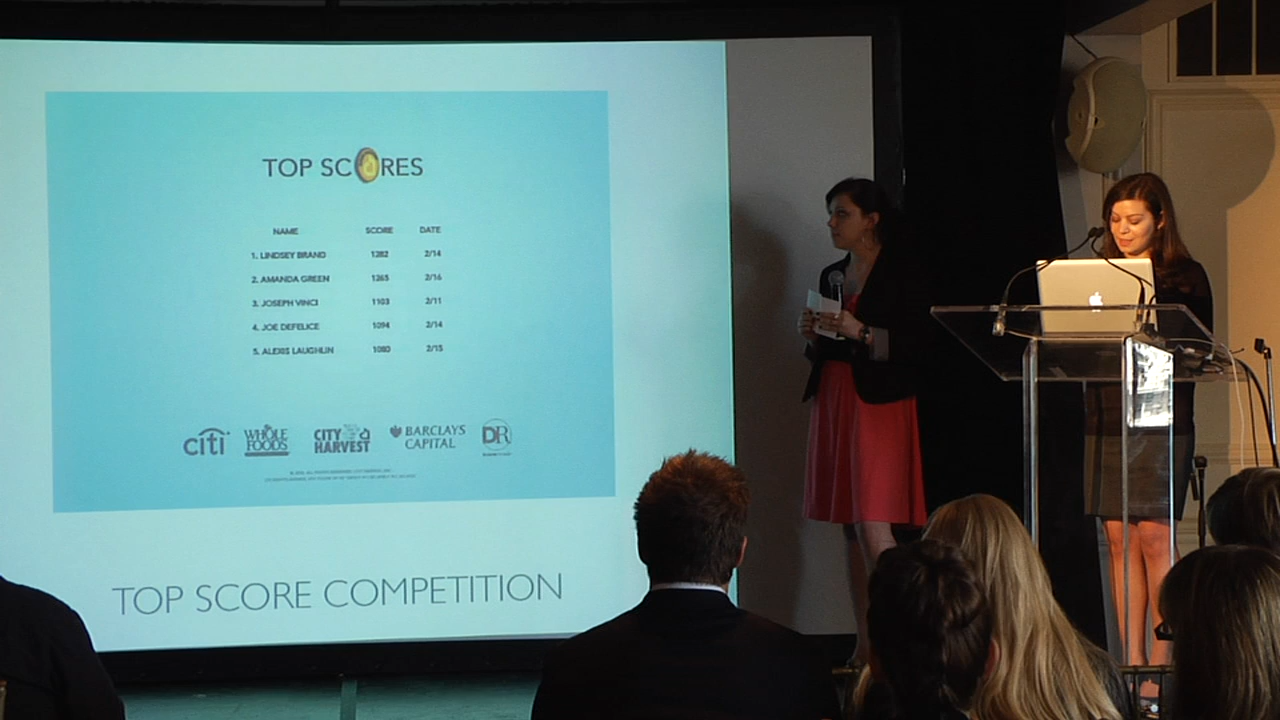 TOP SCORES
NAME SCORE DATE
1. LINDSEY BRAND 1282 2/14
2. AMANDA GREEN 1265 2/16
3. JOSEPH VINCI 1103 2/11
4. JOE DEFELICE 1094 2/14
5. ALEXIS LAUGHLIN 1080 2/15
citi WHOLE FOODS CITY HARVEST BARCLAYS CAPITAL DR
TOP SCORE COMPETITION